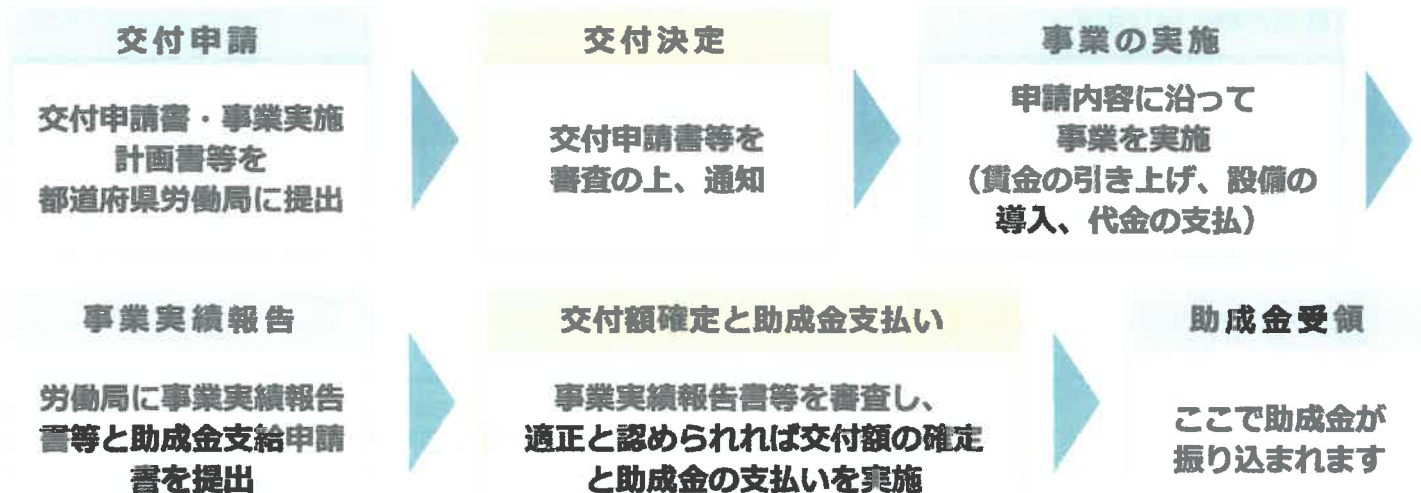 交付申請
交付申請書・事業実施
計画書等を
都道府県労働局に提出
交付決定
交付申請書等を
審査の上、通知
事業の実施
申請内容に沿って
事業を実施
（賃金の引き上げ、設備の
導入、代金の支払）
事業実績報告
労働局に事業実績報告
書等と助成金支給申請
書を提出
交付額確定と助成金支払い
事業実績報告書等を審査し、
適正と認められれば交付額の確定
と助成金の支払いを実施
助成金受領
ここで助成金が
振り込まれます